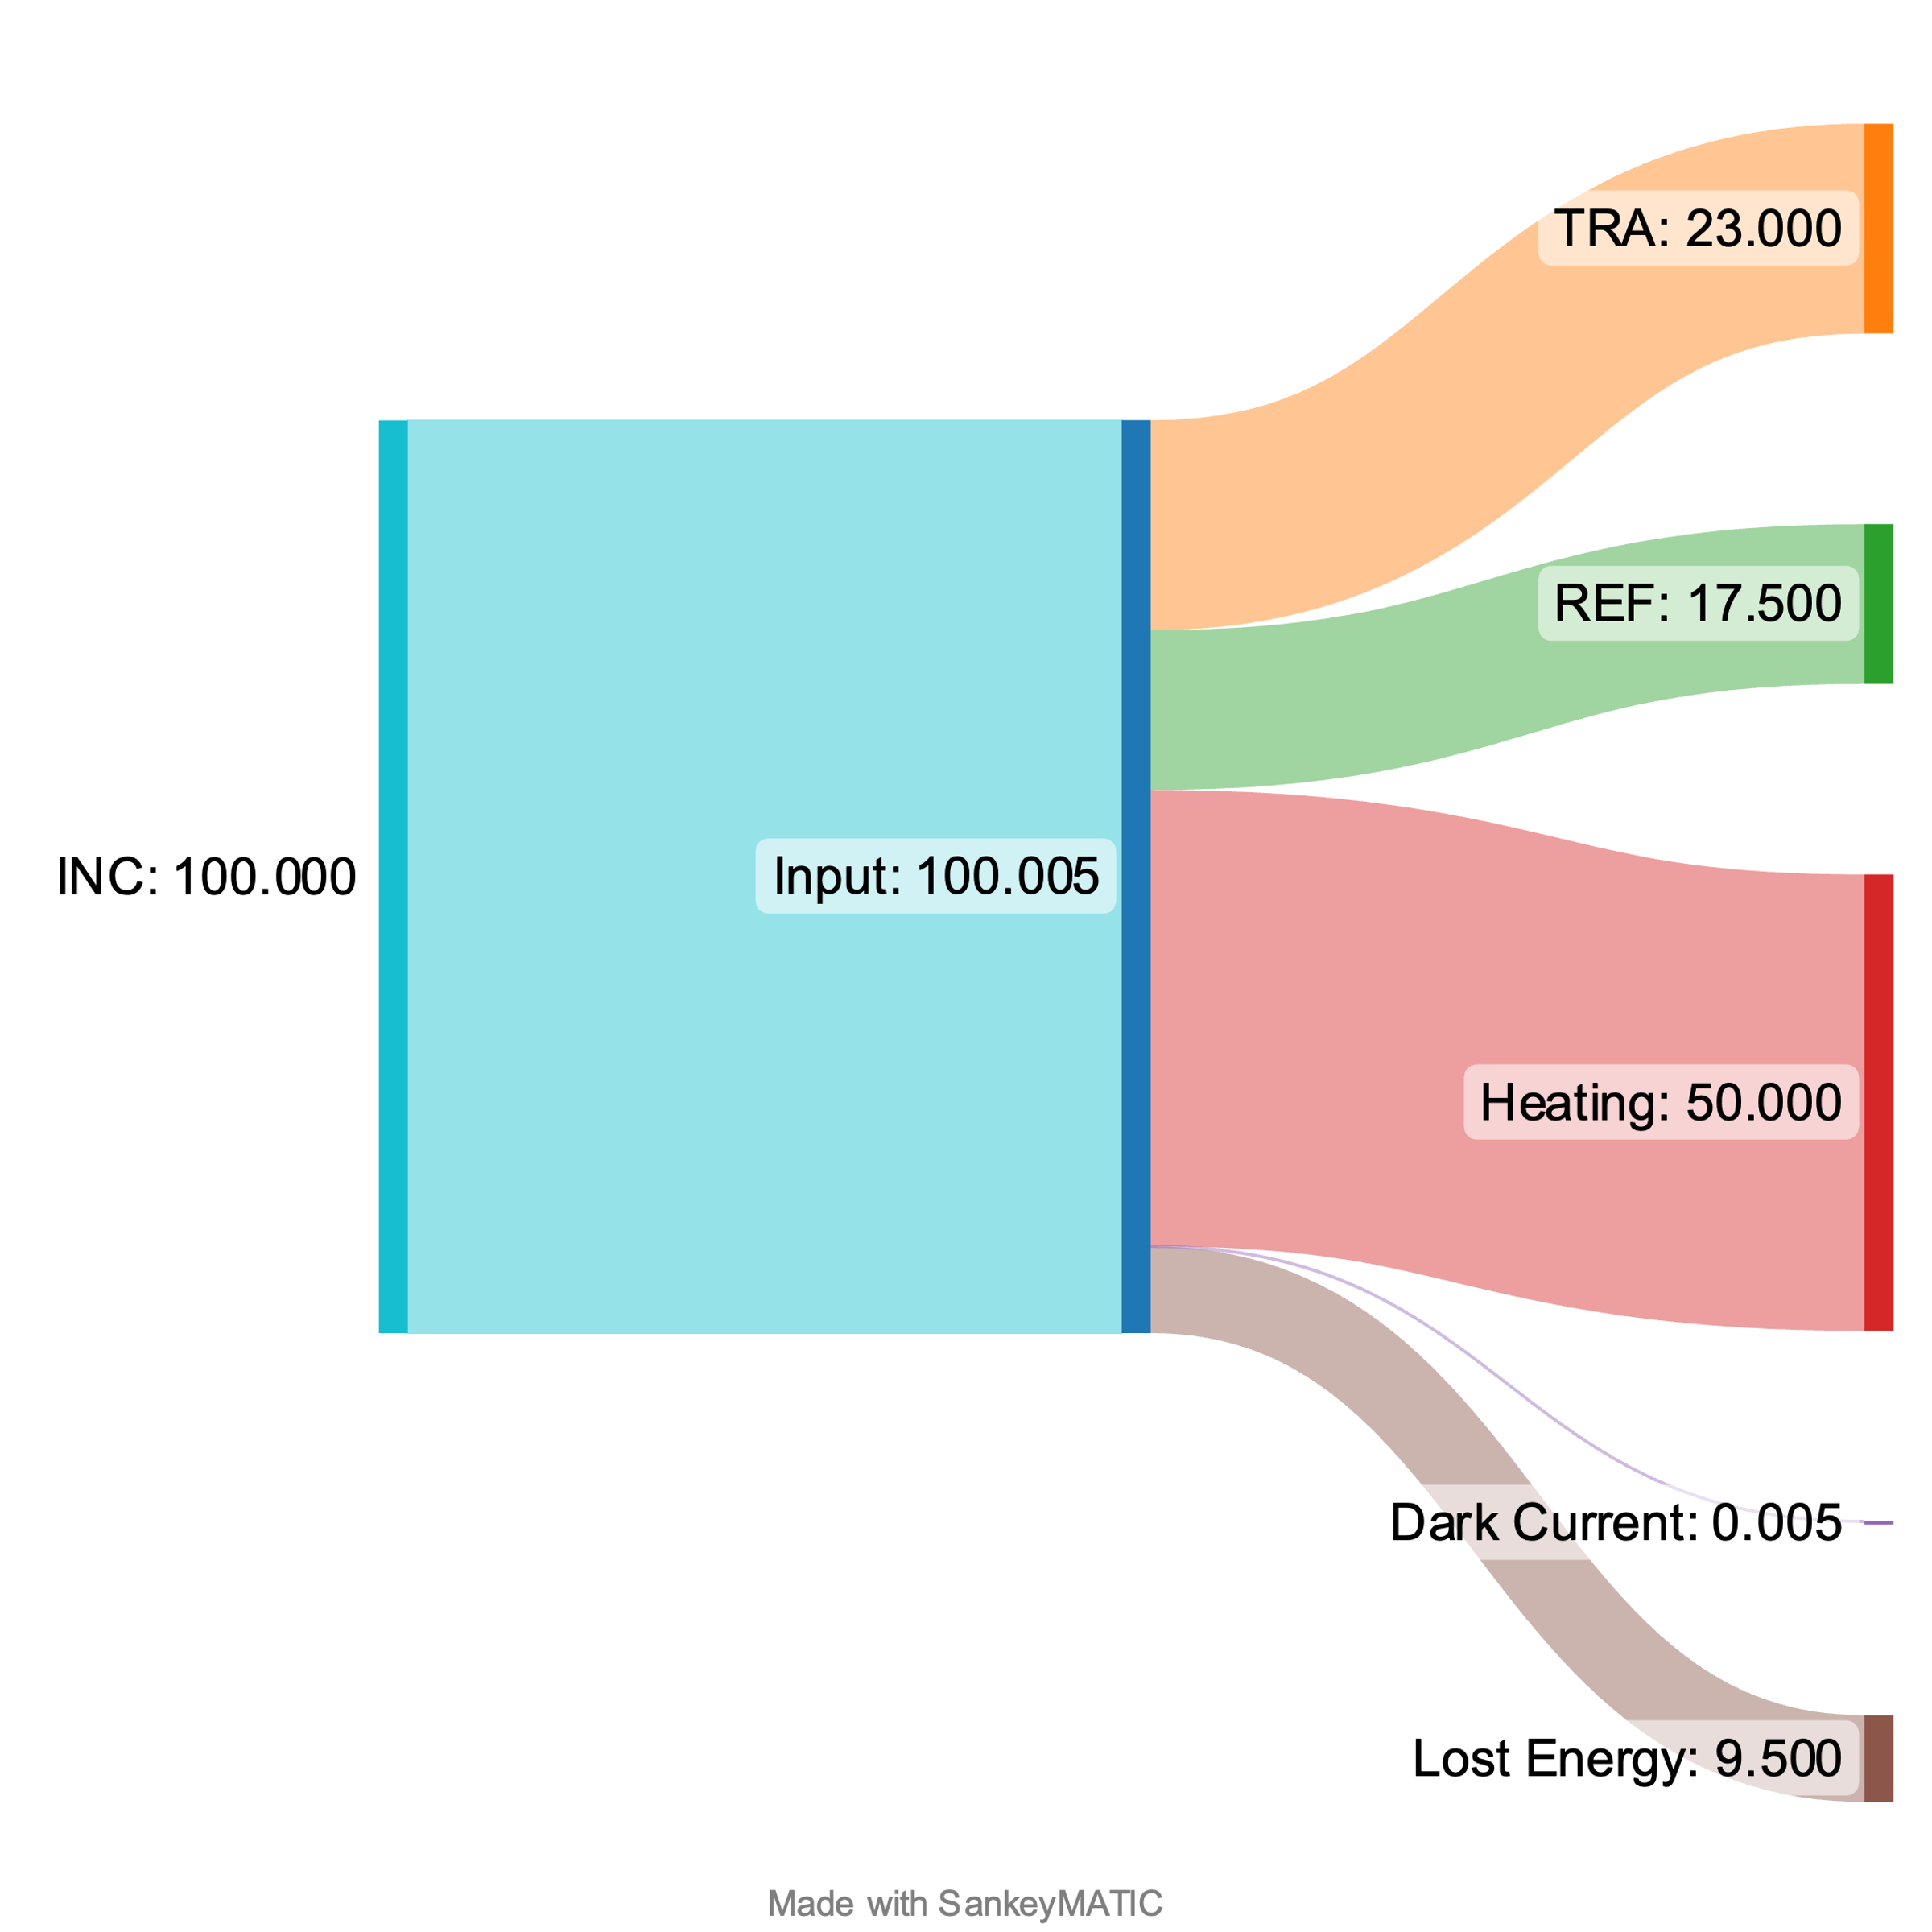 TRA: 23.000
REF: 17.500
INC: 100.000
Input: 100.005
Heating: 50.000
Dark Current: 0.005
Lost Energy: 9.500
Made with SankeyMATIC